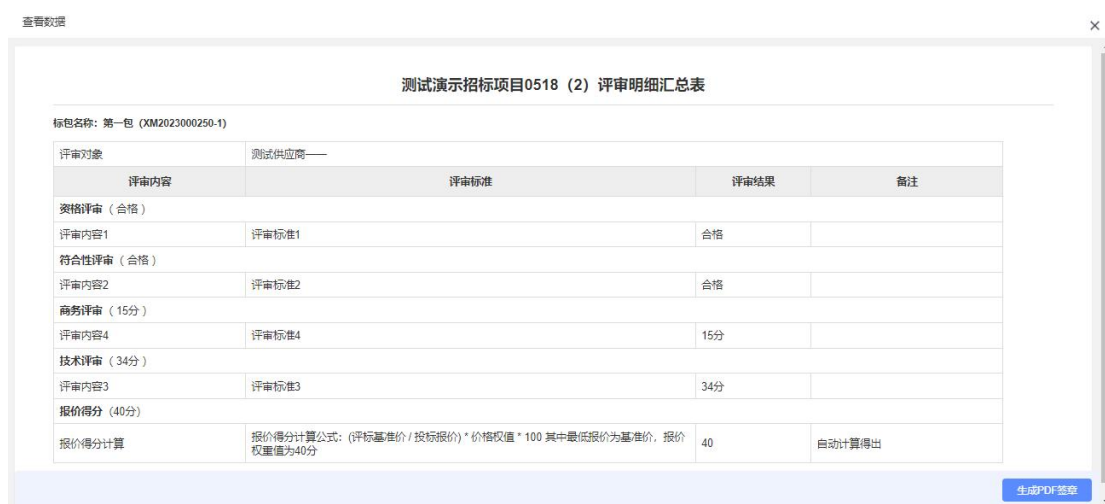 查看数据
×
测试演示招标项目0518（2）评审明细汇总表
标包名称：第一包（XM2023000250-1）
评审对象 测试供应商——
评审内容 评审标准 评审结果 备注
资格评审（合格）
评审内容1 评审标准1 合格
符合性评审（合格）
评审内容2 评审标准2 合格
商务评审（15分）
评审内容4 评审标准4 15分
技术评审（34分）
评审内容3 评审标准3 34分
报价得分（40分）
报价得分计算 报价得分计算公式：(评标基准价 / 投标报价) * 价格权值 * 100 其中最低报价为基准价，报价 40 自动计算得出
权重值为40分
生成PDF签章